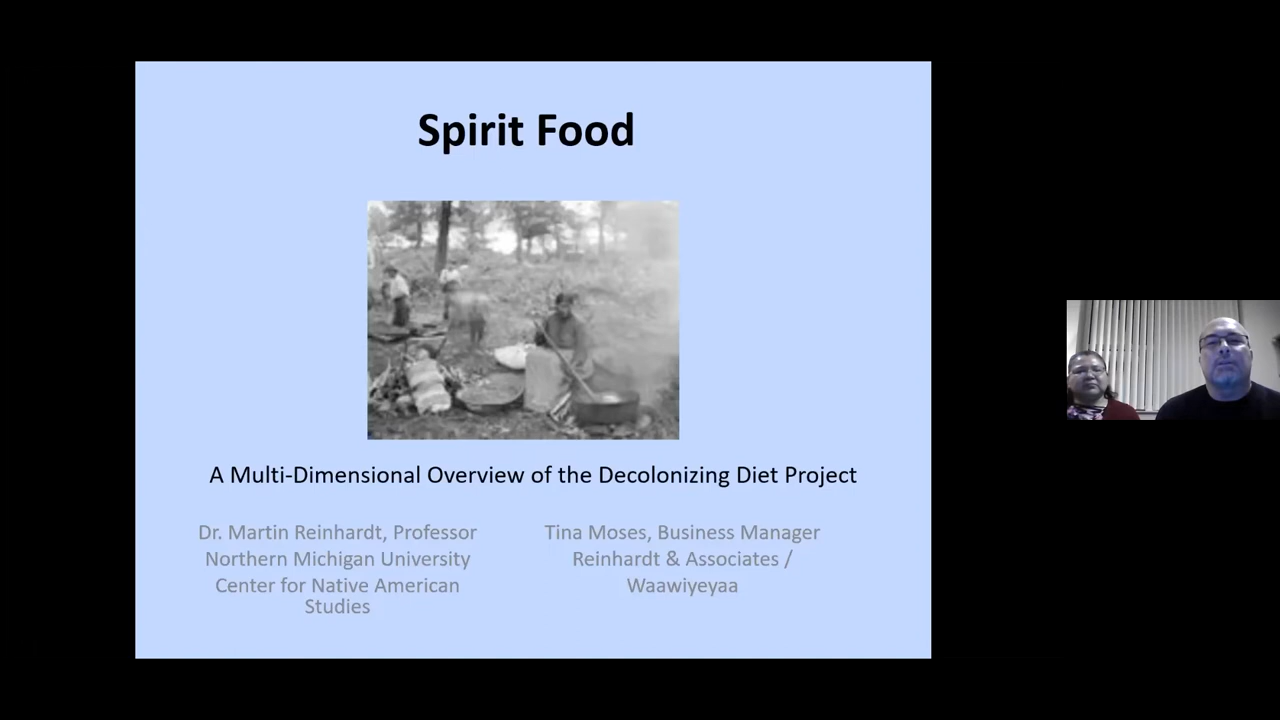 Spirit Food
A Multi-Dimensional Overview of the Decolonizing Diet Project
Dr. Martin Reinhardt, Professor
Northern Michigan University
Center for Native American
Studies
Tina Moses, Business Manager
Reinhardt & Associates /
Waawiyeyaa